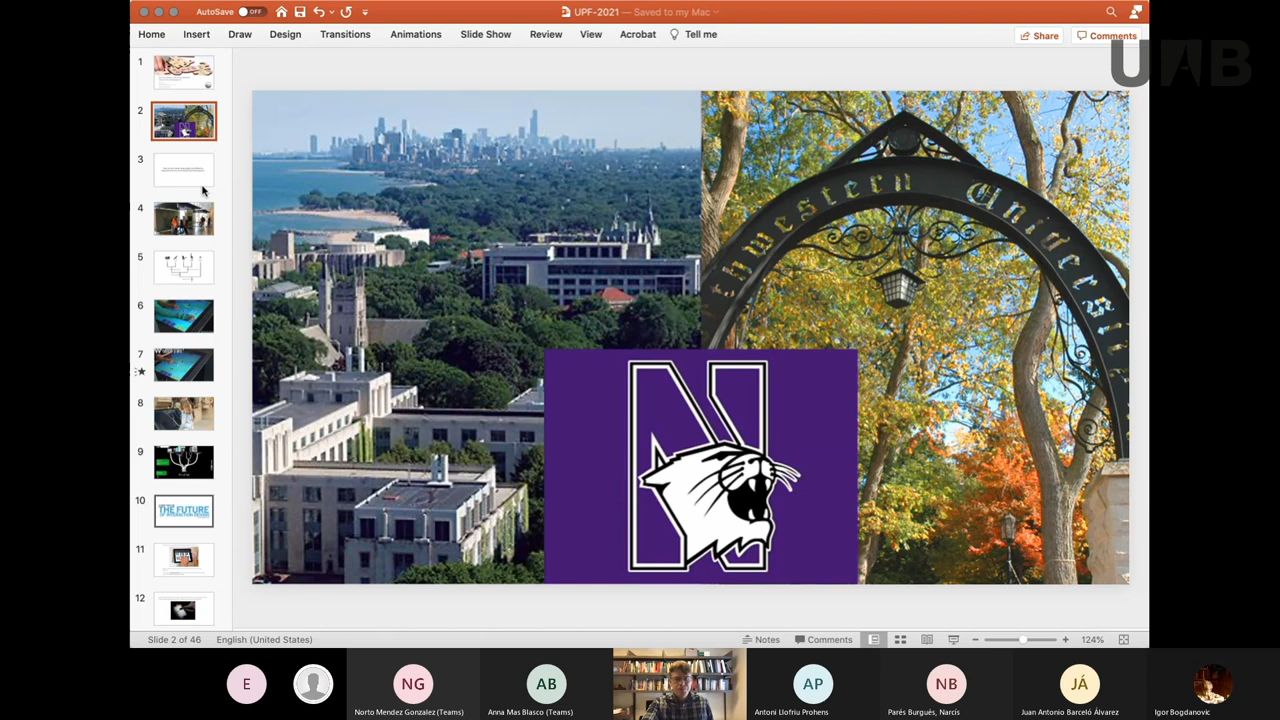 AutoSave OFF
UPF-2021 — Saved to my Mac
Home Insert Draw Design Transitions Animations Slide Show Review View Acrobat Tell me
Share Comments
UAB
1
2
3
4
5
6
7
8
9
10
THE FUTURE
11
12
thwestern Universit
N
Slide 2 of 46 English (United States)
Notes Comments 124%
E
NG
AB
AP
NB
JÁ
Norto Mendez Gonzalez (Teams)
Anna Mas Blasco (Teams)
Antoni Llofriu Prohens
Parés Burguès, Narcís
Juan Antonio Barceló Álvarez
Igor Bogdanovic